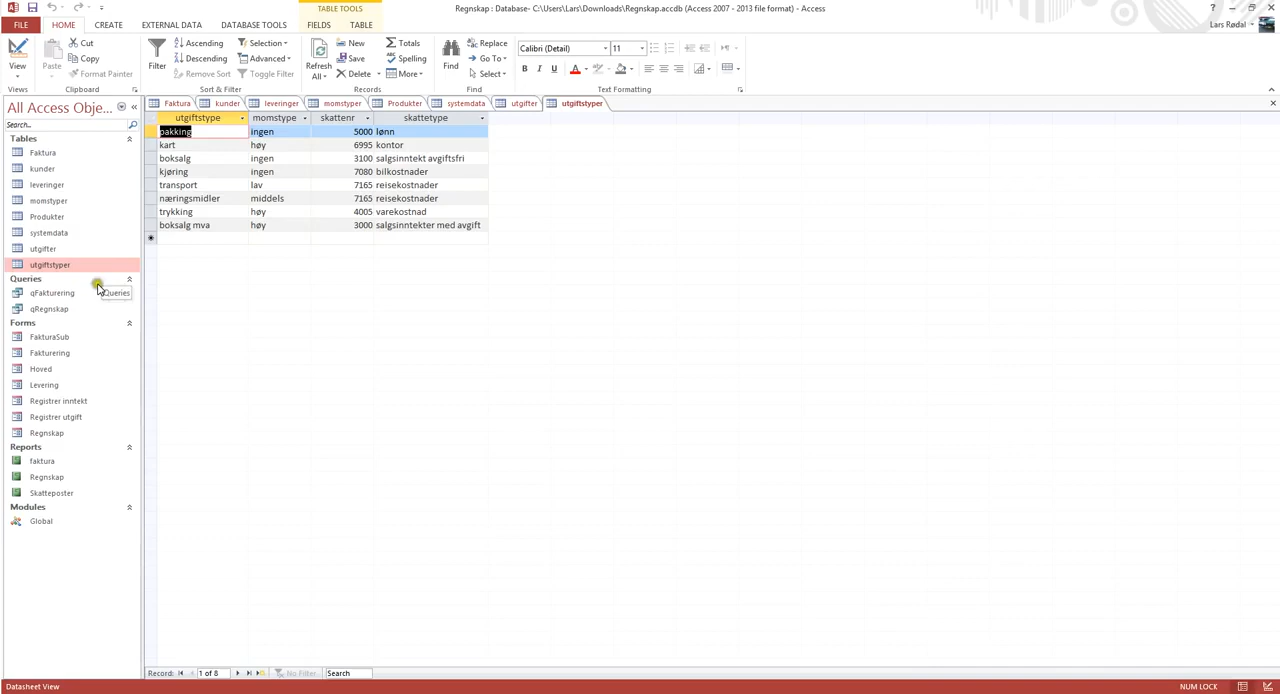 TABLE TOOLS
Regnskap : Database- C:\Users\Lars\Downloads\Regnskap.accdb (Access 2007 - 2013 file format) - Access
FILE HOME CREATE EXTERNAL DATA DATABASE TOOLS FIELDS TABLE
Lars Rødal
View
Paste
Cut
Copy
Format Painter
Filter
Ascending
Descending
Remove Sort
Selection
Advanced
Toggle Filter
Refresh All
New
Save
Delete
Totals
Spelling
More
Find
Replace
Go To
Select
Calibri (Detail) 11
B I U A
Views Clipboard Sort & Filter Records Find Text Formatting
All Access Obje...
Search...
Tables
Faktura
kunder
leveringer
momstyper
Produkter
systemdata
utgifter
utgiftstyper
Queries
qFakturering
qRegnskap
Forms
FakturaSub
Fakturering
Hoved
Levering
Registrer inntekt
Registrer utgift
Regnskap
Reports
faktura
Regnskap
Skatteposter
Modules
Global
Queries
Faktura kunder leveringer momstyper Produkter systemdata utgifter utgiftstyper
utgiftstype momstype skattenr skattetype
pakking ingen 5000 lønn
kart høy 6995 kontor
boksalg ingen 3100 salgsinntekt avgiftsfri
kjøring ingen 7080 bilkostnader
transport lav 7165 reisekostnader
næringsmidler middels 7165 reisekostnader
trykking høy 4005 varekostnad
boksalg mva høy 3000 salgsinntekter med avgift
Record: 1 of 8 No Filter Search
Datasheet View
NUM LOCK